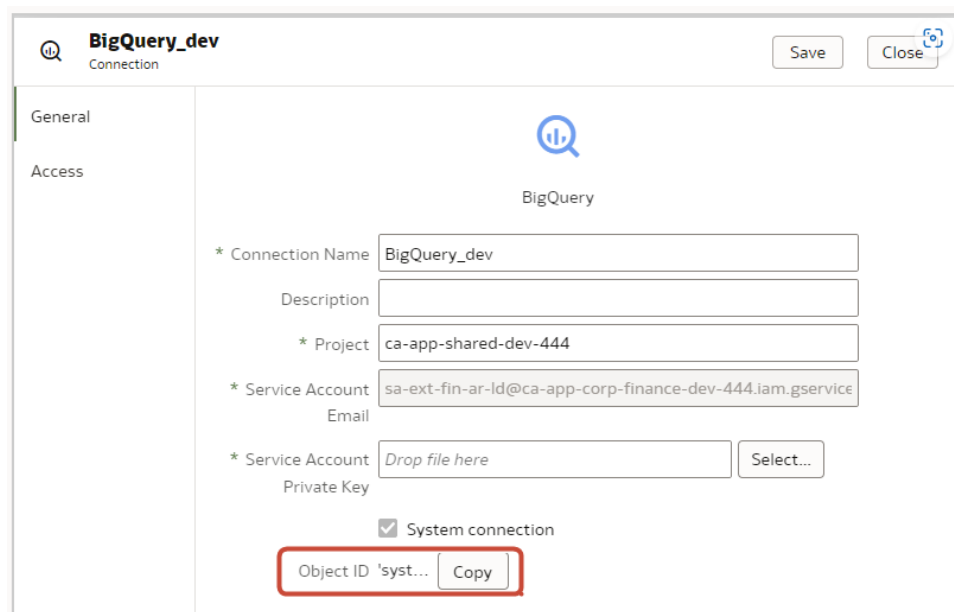 BigQuery_dev
Connection
Save
Close
General
Access
BigQuery
* Connection Name BigQuery_dev
Description
* Project ca-app-shared-dev-444
* Service Account sa-ext-fin-ar-ld@ca-app-corp-finance-dev-444.iam.gservice
Email
* Service Account Drop file here Select...
Private Key
System connection
Object ID 'syst... Copy